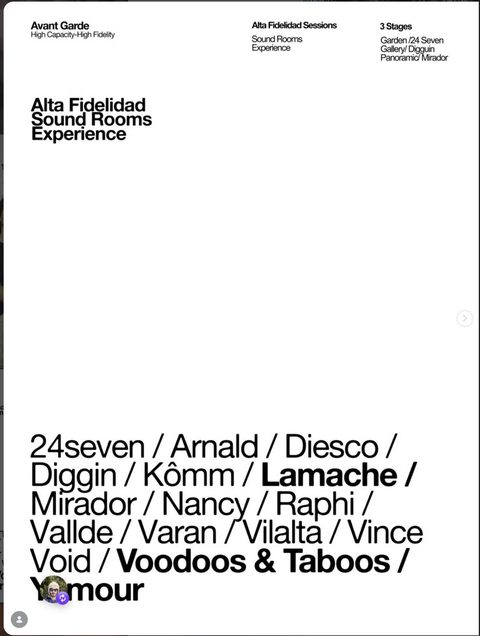 Avant Garde
High Capacity-High Fidelity
Alta Fidelidad Sessions
Sound Rooms
Experience
3 Stages
Garden /24 Seven
Gallery/ Digguin
Panoramic/ Mirador
Alta Fidelidad
Sound Rooms
Experience
24seven / Arnald / Diesco /
Diggin / Kômm / Lamache /
Mirador / Nancy / Raphi /
Vallde / Varan / Vilalta / Vince
Void / Voodoos & Taboos /